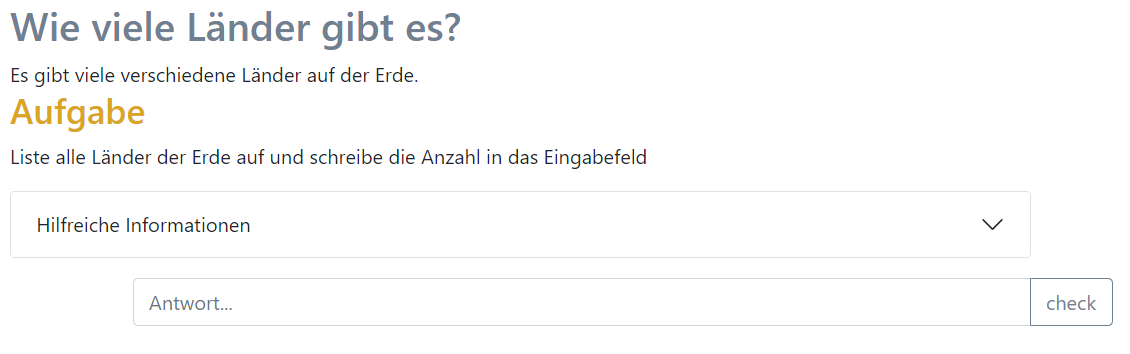 Wie viele Länder gibt es?
Es gibt viele verschiedene Länder auf der Erde.
Aufgabe
Liste alle Länder der Erde auf und schreibe die Anzahl in das Eingabefeld
Hilfreiche Informationen
Antwort...
check